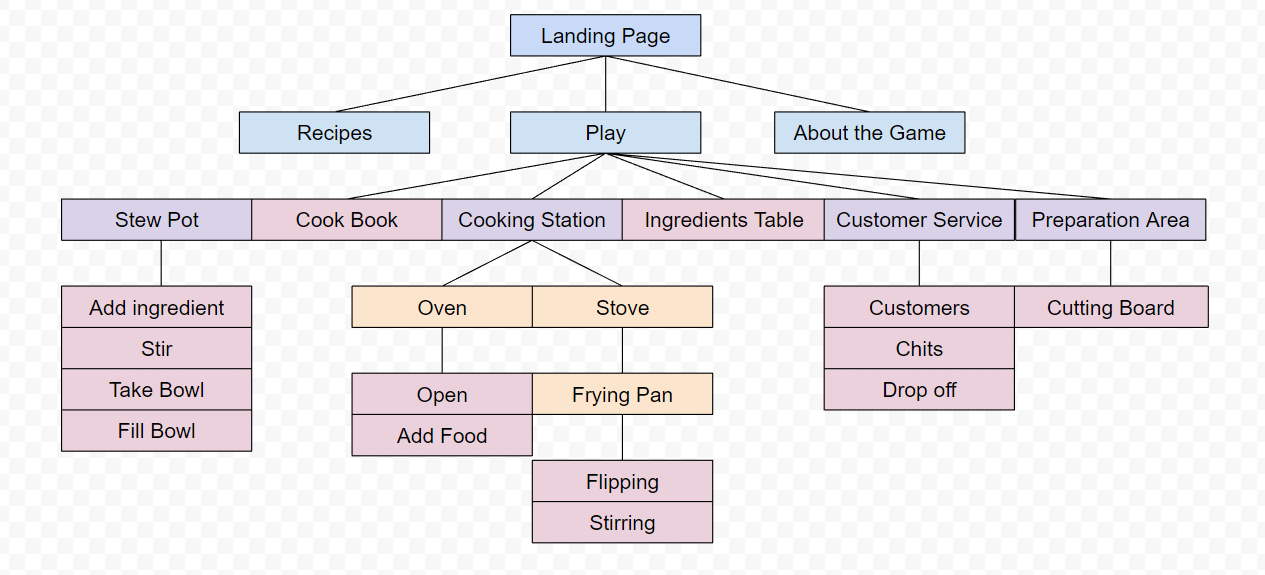 Landing Page
Recipes
Play
About the Game
Stew Pot
Cook Book
Cooking Station
Ingredients Table
Customer Service
Preparation Area
Add ingredient
Stir
Take Bowl
Fill Bowl
Oven
Stove
Open
Add Food
Frying Pan
Flipping
Stirring
Customers
Chits
Drop off
Cutting Board